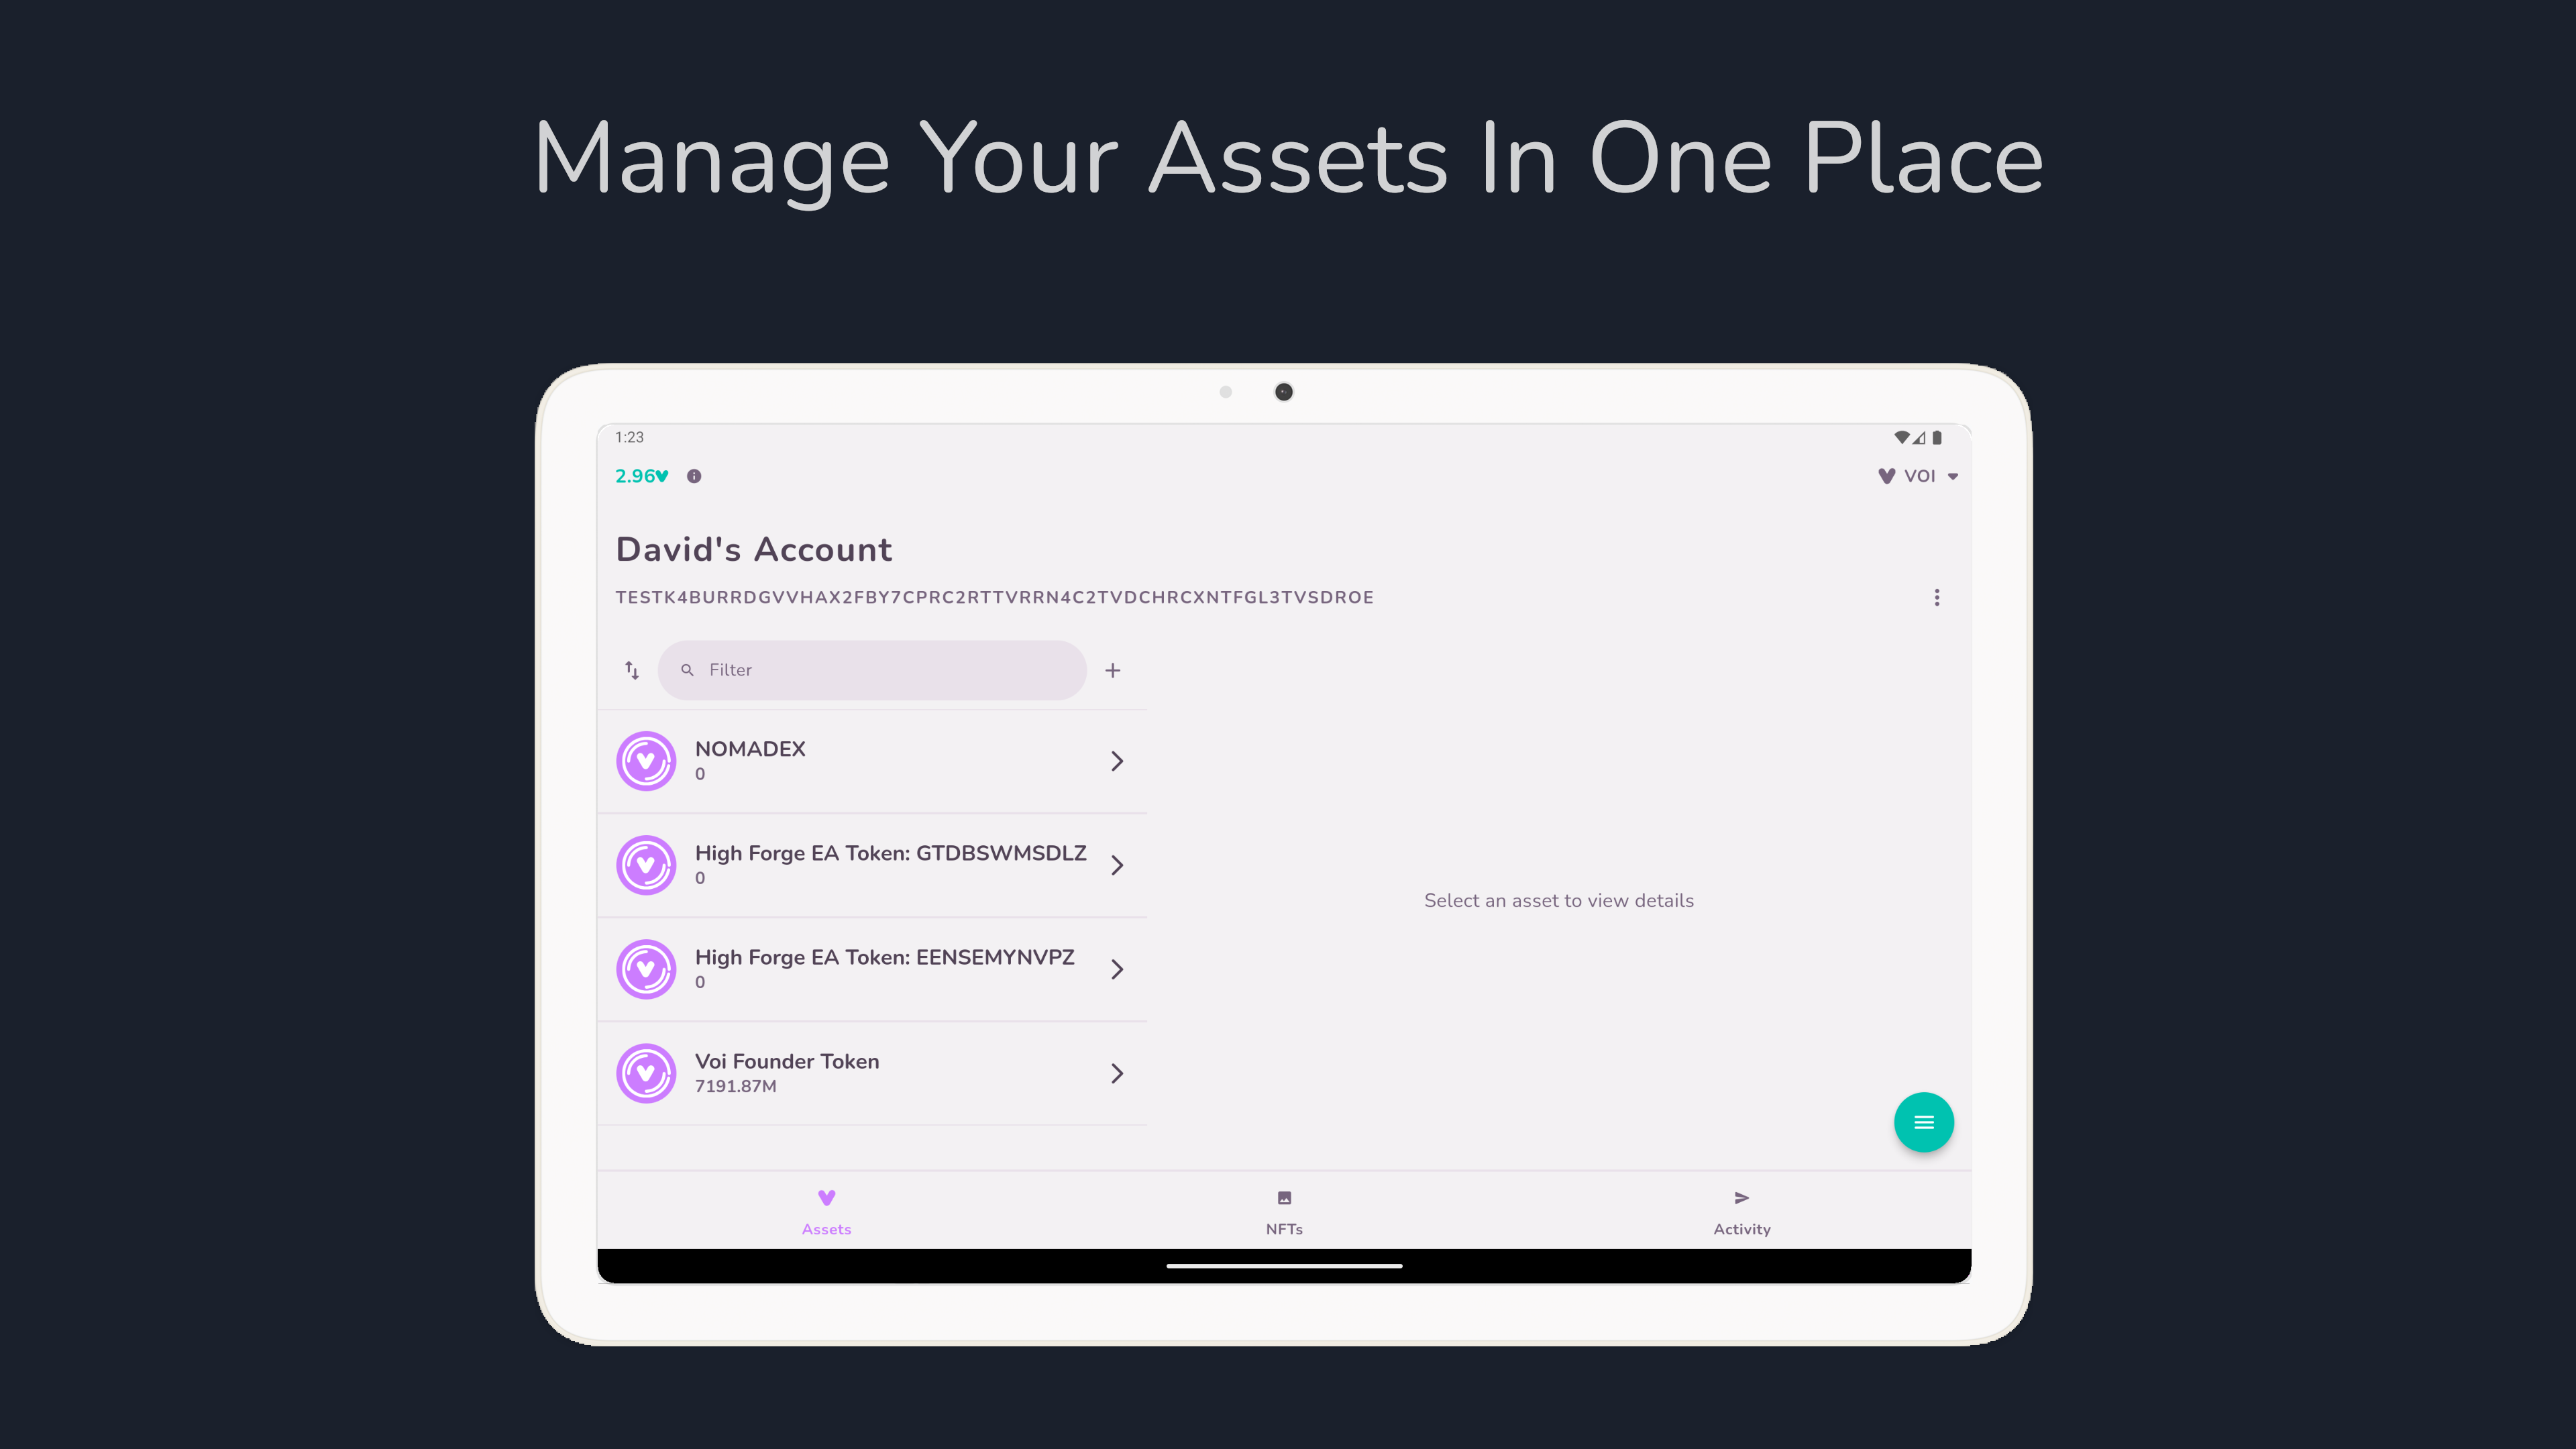 Manage Your Assets In One Place
1:23
2.96
VOI
David's Account
TESTK4BURRDGVVHAX2FBY7CPRC2RTTVRRN4C2TVDCHRCXNTFGL3TVSDROE
Filter
NOMADEX
0
High Forge EA Token: GTDBSWMSDLZ
0
High Forge EA Token: EENSEMYNVPZ
0
Voi Founder Token
7191.87M
Select an asset to view details
Assets
NFTs
Activity